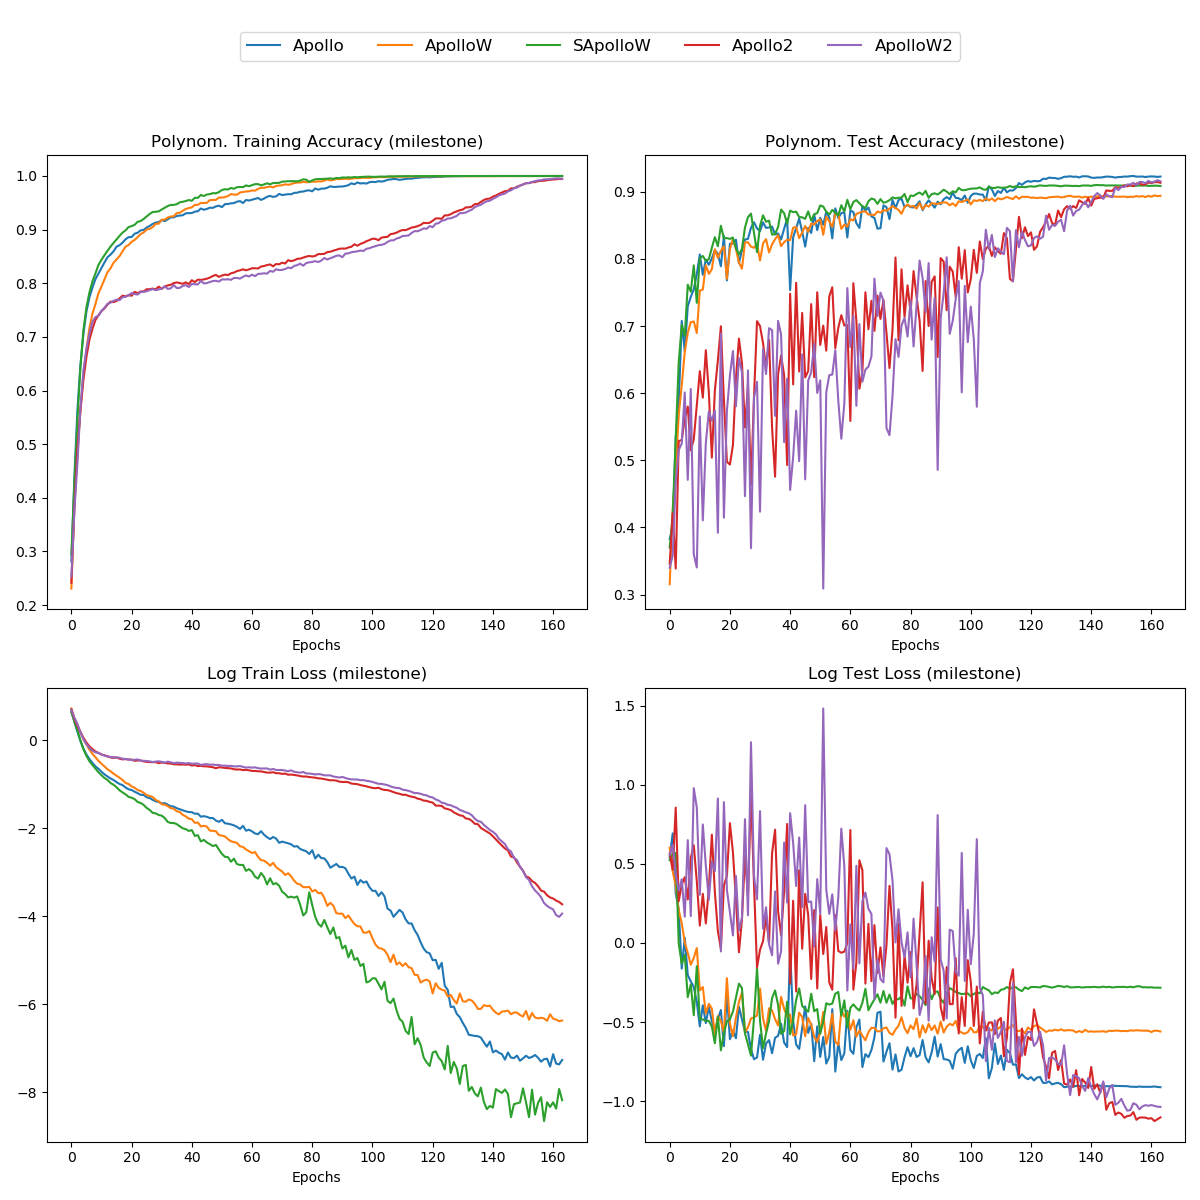 Apollo ApolloW SApolloW Apollo2 ApolloW2
Polynom. Training Accuracy (milestone)
1.0
0.9
0.8
0.7
0.6
0.5
0.4
0.3
0.2
0 20 40 60 80 100 120 140 160
Epochs
Polynom. Test Accuracy (milestone)
0.9
0.8
0.7
0.6
0.5
0.4
0.3
0 20 40 60 80 100 120 140 160
Epochs
Log Train Loss (milestone)
0
−2
−4
−6
−8
0 20 40 60 80 100 120 140 160
Epochs
Log Test Loss (milestone)
1.5
1.0
0.5
0.0
−0.5
−1.0
0 20 40 60 80 100 120 140 160
Epochs